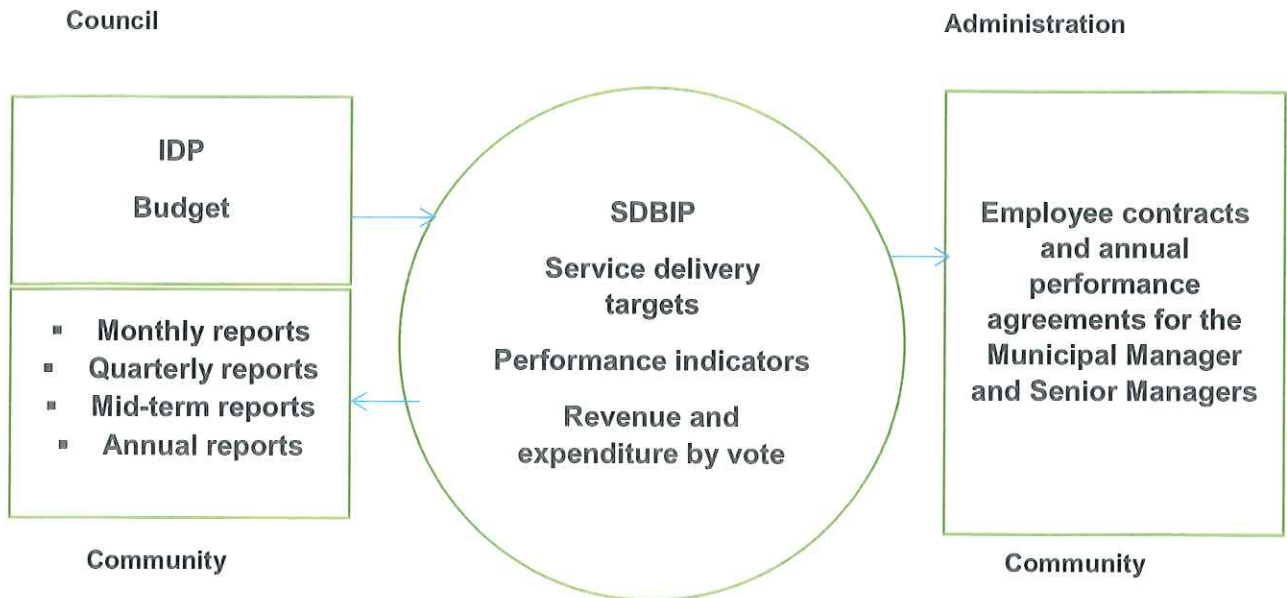 Council
Administration
IDP
Budget
▪ Monthly reports
▪ Quarterly reports
▪ Mid-term reports
▪ Annual reports
SDBIP
Service delivery
targets
Performance indicators
Revenue and
expenditure by vote
Employee contracts
and annual
performance
agreements for the
Municipal Manager
and Senior Managers
Community
Community